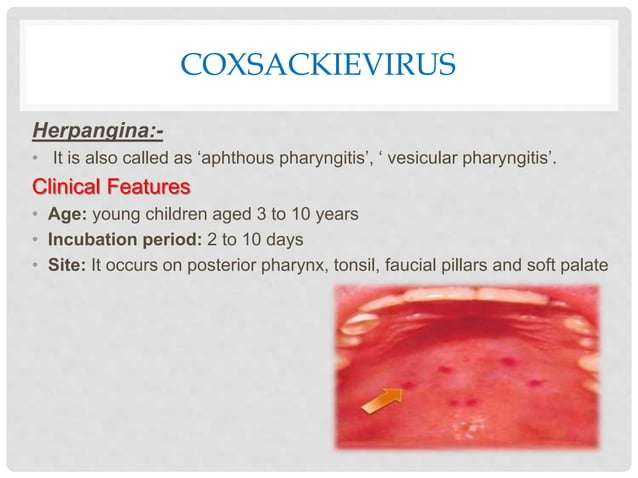 COXSACKIEVIRUS
Herpangina:-
• It is also called as ‘aphthous pharyngitis’, ‘ vesicular pharyngitis’.
Clinical Features
• Age: young children aged 3 to 10 years
• Incubation period: 2 to 10 days
• Site: It occurs on posterior pharynx, tonsil, faucial pillars and soft palate